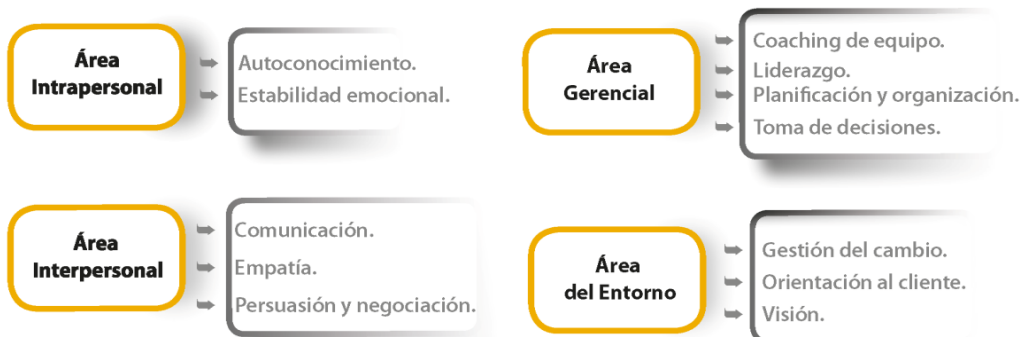 Área
Intrapersonal
Autoconocimiento.
Estabilidad emocional.
Área
Gerencial
Coaching de equipo.
Liderazgo.
Planificación y organización.
Toma de decisiones.
Área
Interpersonal
Comunicación.
Empatía.
Persuasión y negociación.
Área
del Entorno
Gestión del cambio.
Orientación al cliente.
Visión.